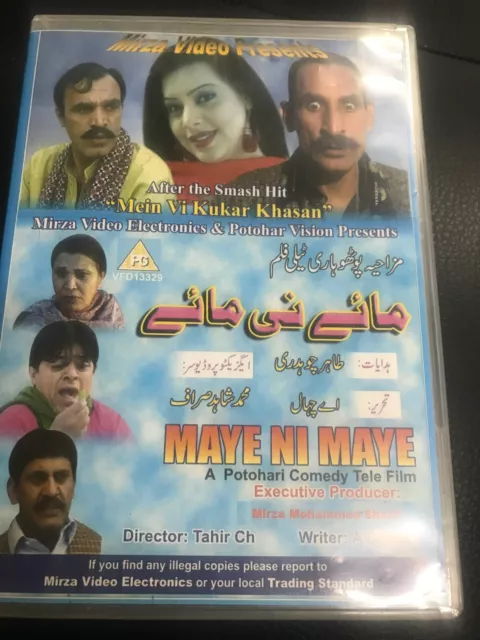 Mirza Video Presents
After the Smash Hit
"Mein Vi Kukar Khasan"
Mirza Video Electronics & Potohar Vision Presents
PG
VFD13329
مزاحیہ پوٹھوہاری ٹیلی فلم
مائے نی مائے
ہدایات: طاہر چوہدری
ایگزیکٹو پروڈیوسر:
تحریر: اے چہال
محمد شاہد صراف
MAYE NI MAYE
A Potohari Comedy Tele Film
Executive Producer:
Mirza Mohammed
Director: Tahir Ch
Writer: A
If you find any illegal copies please report to
Mirza Video Electronics or your local Trading Standard